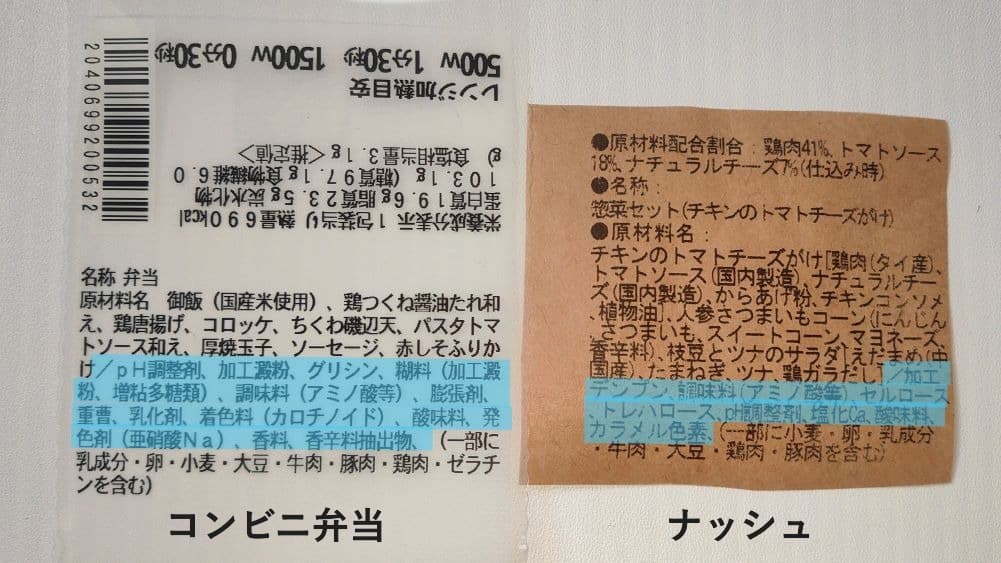 500W 1分30秒 1500W 0分30秒
レンジ加熱目安
栄養成分表示1包装当り 熱量690kcal
蛋白質19.6g 脂質23.5g 炭水化物
103.1g (糖質97.1g 食物繊維6.0
g) 食塩相当量3.1g<推定値>
2040699200532
名称 弁当
原材料名 御飯(国産米使用)、鶏つくね醤油たれ和
え、鶏唐揚げ、コロッケ、ちくわ磯辺天、パスタトマ
トソース和え、厚焼玉子、ソーセージ、赤しそふりか
け/pH調整剤、加工澱粉、グリシン、糊料(加工澱
粉、増粘多糖類)、調味料(アミノ酸等)、膨張剤、
重曹、乳化剤、着色料(カロチノイド)、酸味料、発
色剤(亜硝酸Na)、香料、香辛料抽出物、(一部に
乳成分・卵・小麦・大豆・牛肉・豚肉・鶏肉・ゼラチ
ンを含む)
コンビニ弁当
●原材料配合割合:鶏肉41%、トマトソース
18%、ナチュラルチーズ7%(仕込み時)
●名称:
惣菜セット(チキンのトマトチーズがけ)
●原材料名:
チキンのトマトチーズがけ[鶏肉(タイ産)、
トマトソース(国内製造)、ナチュラルチー
ズ(国内製造)、からあげ粉、チキンコンソメ
、植物油]、人参さつまいもコーン(にんじん
、さつまいも、スイートコーン、マヨネーズ、
香辛料)、枝豆とツナのサラダ[えだまめ(中
国産)、たまねぎ、ツナ、鶏ガラだし]/加工
デンプン、調味料(アミノ酸等)、セルロース
、トレハロース、pH調整剤、塩化Ca、酸味料、
カラメル色素、(一部に小麦・卵・乳成分
・牛肉・大豆・鶏肉・豚肉を含む)
ナッシュ